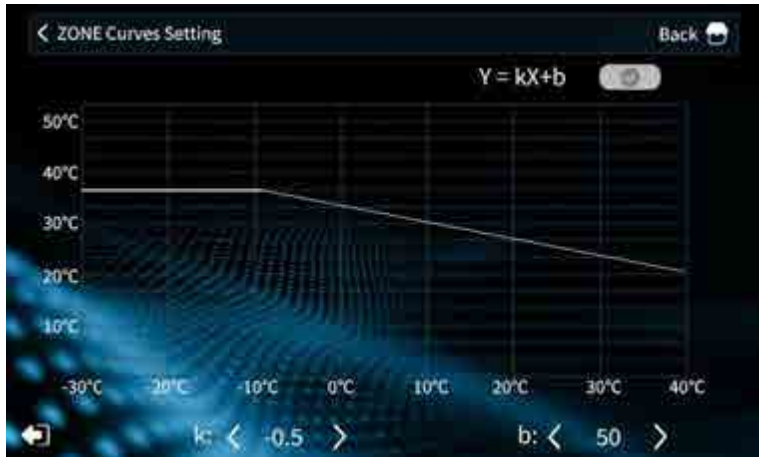 ZONE Curves Setting Back
Y = kX+b
50°C
40°C
30°C
20°C
10°C
-30°C -20°C -10°C 0°C 10°C 20°C 30°C 40°C
k: -0.5 b: 50